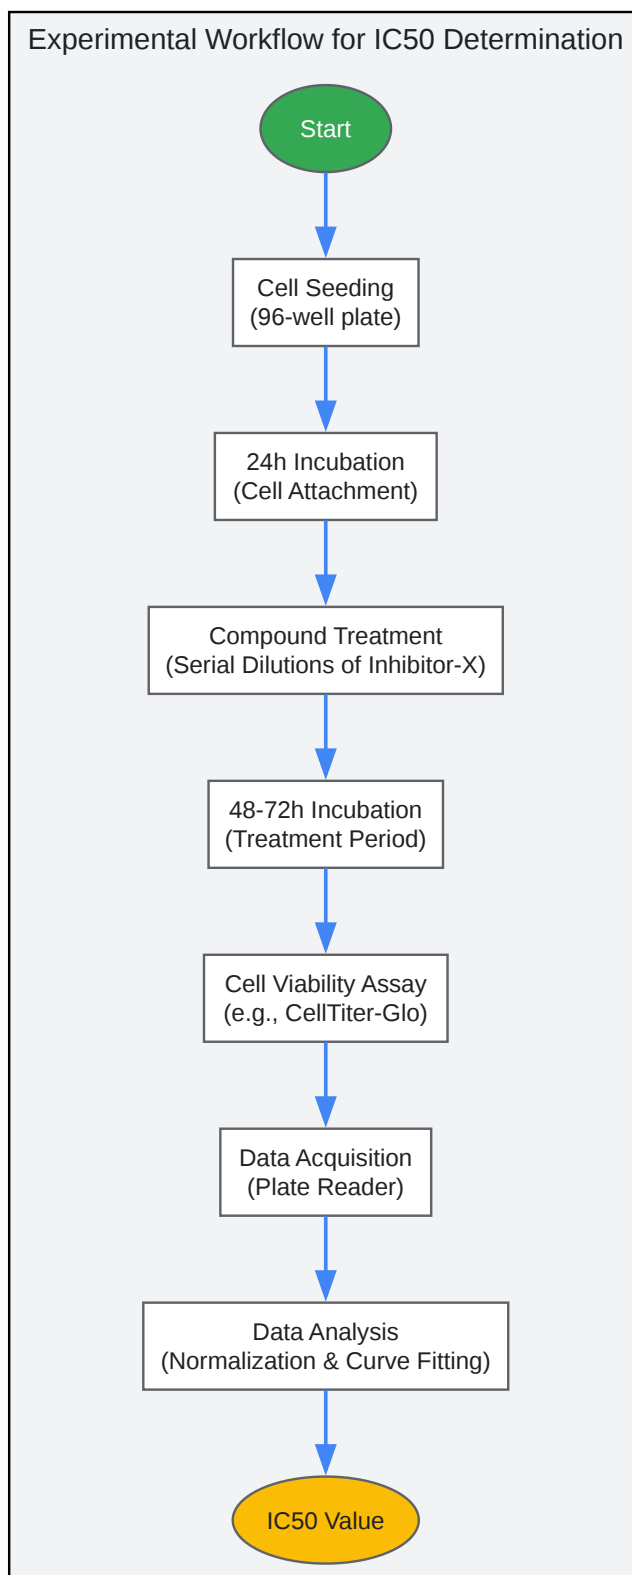 Experimental Workflow for IC50 Determination
Start
Cell Seeding
(96-well plate)
24h Incubation
(Cell Attachment)
Compound Treatment
(Serial Dilutions of Inhibitor-X)
48-72h Incubation
(Treatment Period)
Cell Viability Assay
(e.g., CellTiter-Glo)
Data Acquisition
(Plate Reader)
Data Analysis
(Normalization & Curve Fitting)
IC50 Value